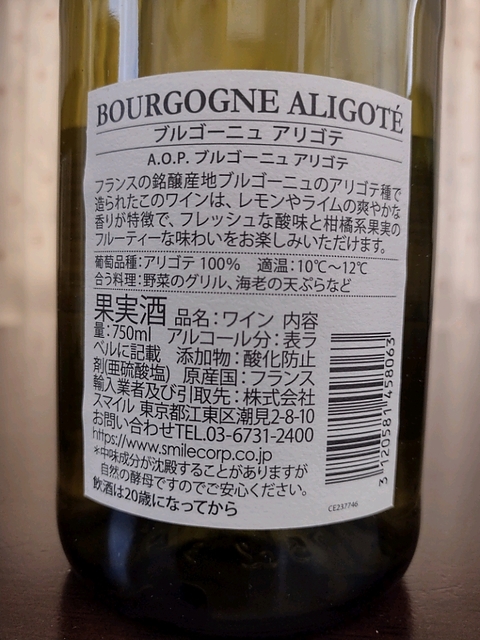 BOURGOGNE ALIGOTÉ
ブルゴーニュ アリゴテ
A.O.P. ブルゴーニュ アリゴテ
フランスの銘醸産地ブルゴーニュのアリゴテ種で
造られたこのワインは、レモンやライムの爽やかな
香りが特徴で、フレッシュな酸味と柑橘系果実の
フルーティーな味わいをお楽しみいただけます。
葡萄品種：アリゴテ 100%　適温：10℃～12℃
合う料理：野菜のグリル、海老の天ぷらなど
果実酒 品名：ワイン 内容
量：750ml アルコール分：表ラ
ベルに記載 添加物：酸化防止
剤(亜硫酸塩) 原産国：フランス
輸入業者及び引取先：株式会社
スマイル 東京都江東区潮見2-8-10
お問い合わせTEL.03-6731-2400
https://www.smilecorp.co.jp
*中味成分が沈殿することがありますが
自然の酵母ですのでご安心ください。
飲酒は20歳になってから
3 120581 458063
CE237746